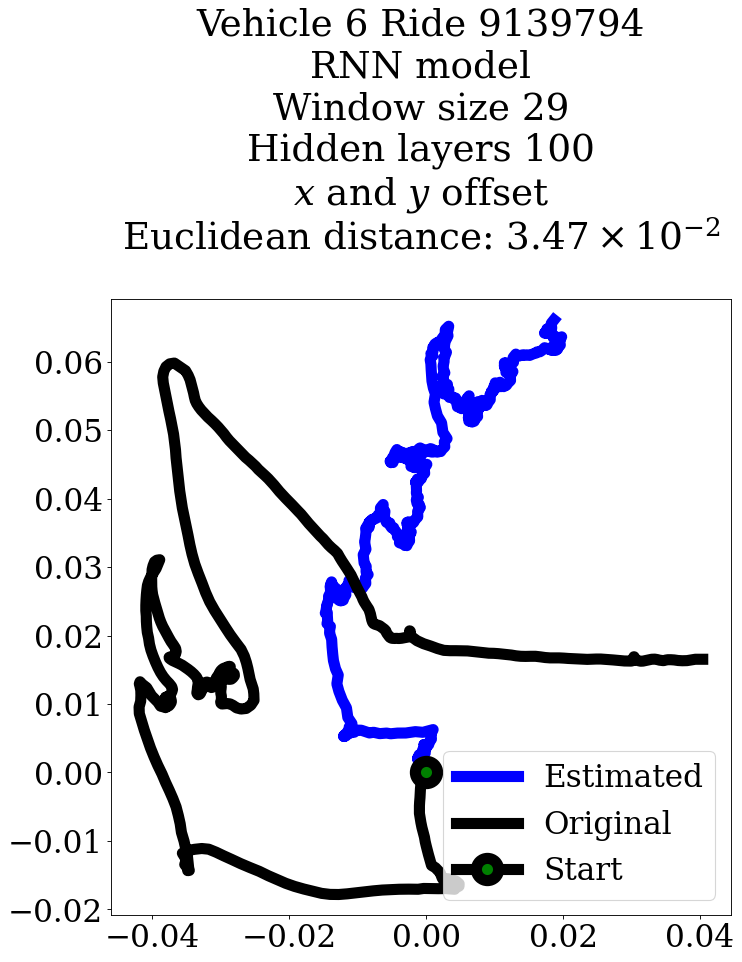 Vehicle 6 Ride 9139794
RNN model
Window size 29
Hidden layers 100
x and y offset
Euclidean distance: 3.47 × 10⁻²
0.06
0.05
0.04
0.03
0.02
0.01
0.00
−0.01
−0.02
Estimated
Original
Start
−0.04 −0.02 0.00 0.02 0.04